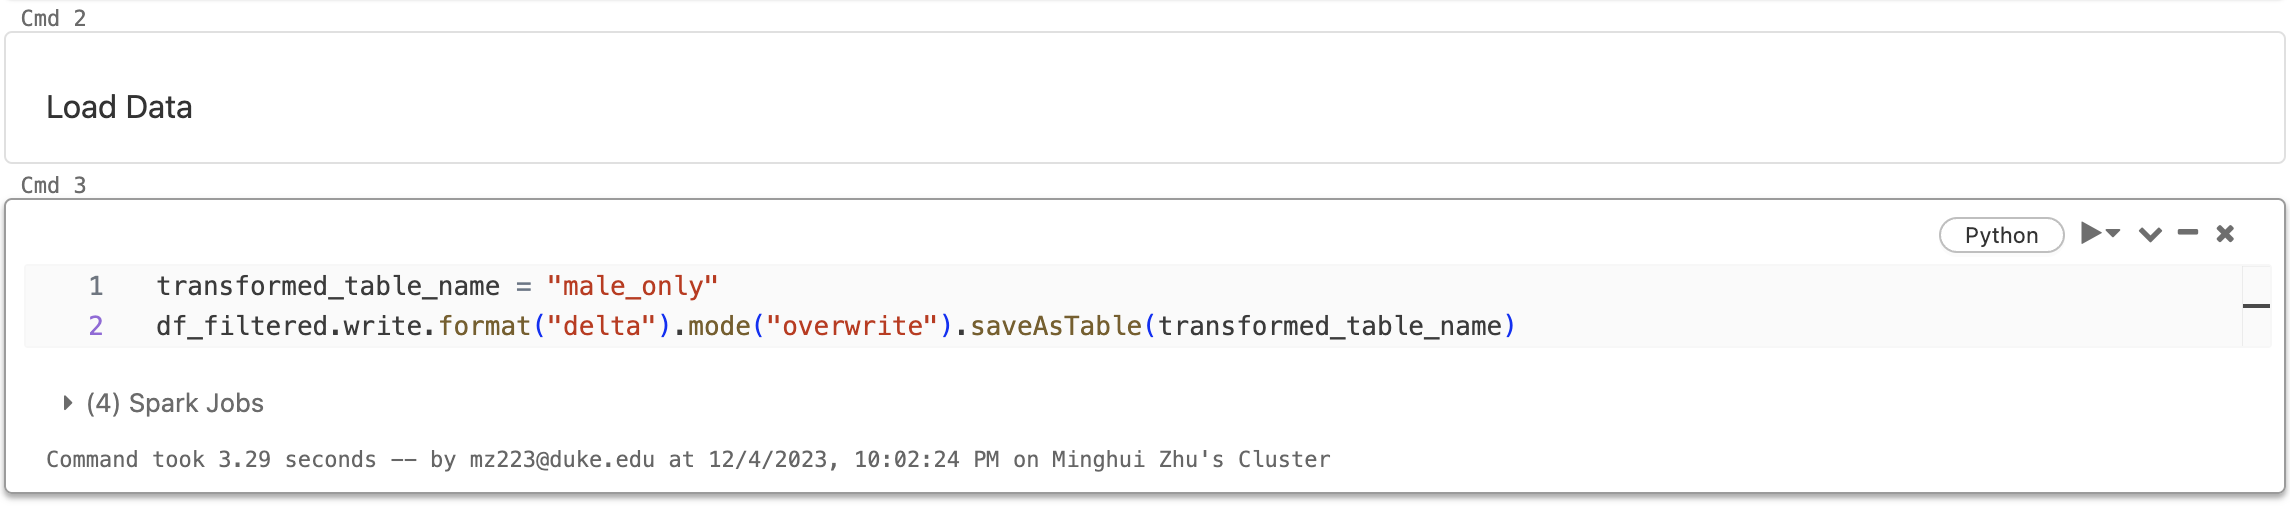 Cmd 2
Load Data
Cmd 3
Python
1 transformed_table_name = "male_only"
2 df_filtered.write.format("delta").mode("overwrite").saveAsTable(transformed_table_name)
(4) Spark Jobs
Command took 3.29 seconds -- by mz223@duke.edu at 12/4/2023, 10:02:24 PM on Minghui Zhu's Cluster